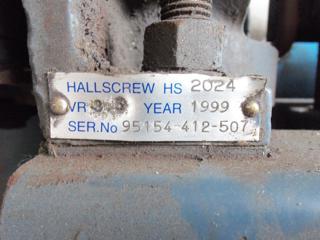 HALLSCREW HS 2024
VR YEAR 1999
SER.No 95154-412-507